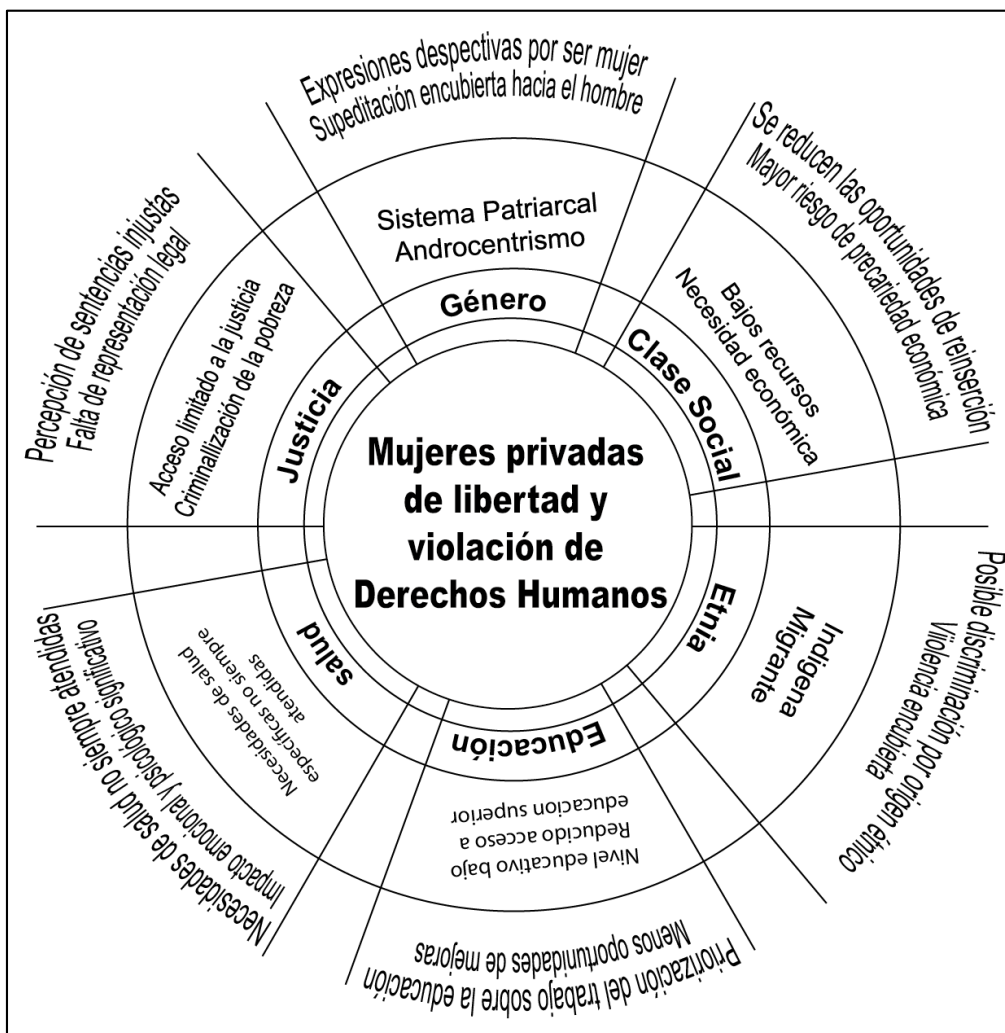 Expresiones despectivas por ser mujer
Supeditación encubierta hacia el hombre
Sistema Patriarcal
Androcentrismo
Género
Se reducen las oportunidades de reinserción
Mayor riesgo de precariedad económica
Bajos recursos
Necesidad económica
Clase Social
Posible discriminación por origen étnico
Viiolencia encubierta
Indígena
Migrante
Etnia
Educación
Nivel educativo bajo
Reducido acceso a
educacion superior
Priorización del trabajo sobre la educación
Menos oportunidades de mejoras
salud
Necesidades de salud
específicas no siempre
atendidas
Necesidades de salud no siempre atendidas
Impacto emocional y psicológico significativo
Percepción de sentencias injustas
Falta de representación legal
Acceso limitado a la justicia
Criminallización de la pobreza
Justicia
Mujeres privadas
de libertad y
violación de
Derechos Humanos